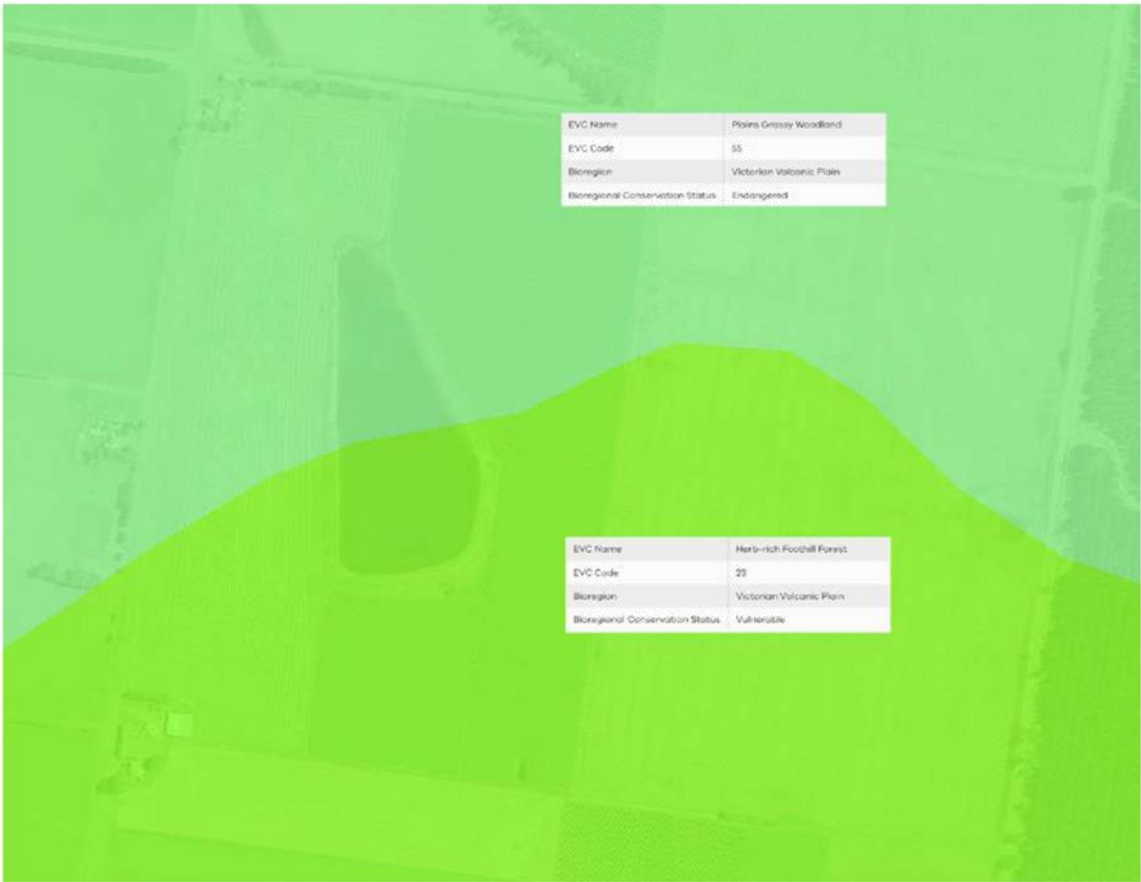 EVC Name Plains Grassy Woodland
EVC Code 55
Bioregion Victorian Volcanic Plain
Bioregional Conservation Status Endangered
EVC Name Herb-rich Foothill Forest
EVC Code 23
Bioregion Victorian Volcanic Plain
Bioregional Conservation Status Vulnerable